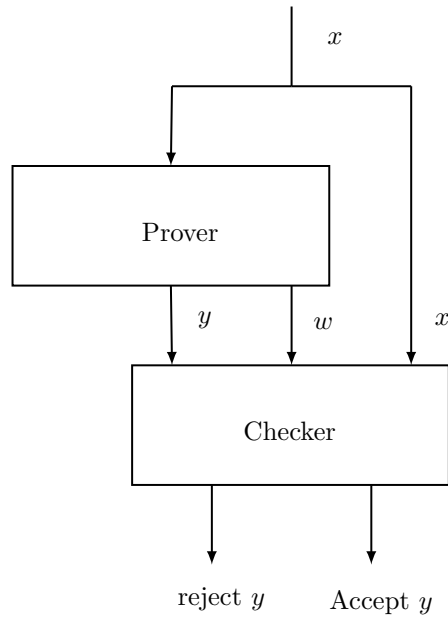 x
Prover
y
w
x
Checker
reject y
Accept y